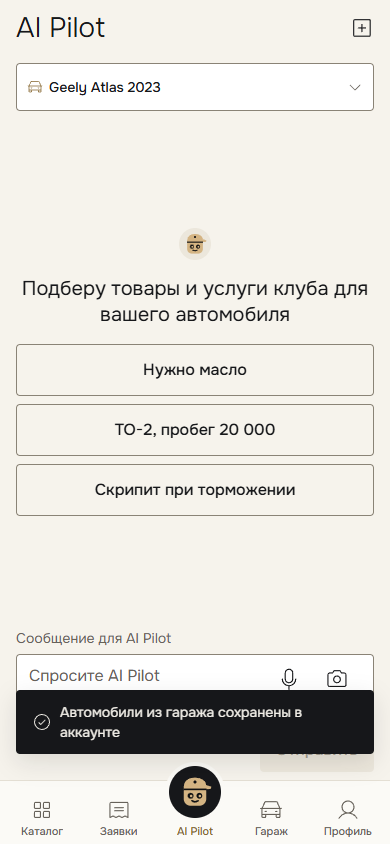 AI Pilot
Geely Atlas 2023
Подберу товары и услуги клуба для
вашего автомобиля
Нужно масло
ТО-2, пробег 20 000
Скрипит при торможении
Сообщение для AI Pilot
Спросите AI Pilot
Автомобили из гаража сохранены в
аккаунте
Каталог
Заявки
AI Pilot
Гараж
Профиль